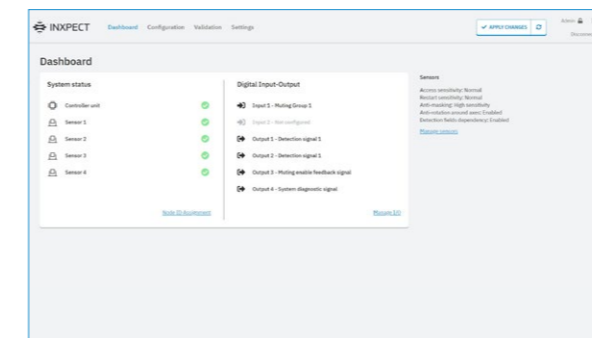 INXPECT
Dashboard
Configuration
Validation
Settings
APPLY CHANGES
Admin
Dashboard
System status
Controller unit
Sensor 1
Sensor 2
Sensor 3
Sensor 4
Node ID Assignment
Digital Input-Output
Input 1 - Muting Group 1
Input 2 - Not configured
Output 1 - Detection signal 1
Output 2 - Detection signal 1
Output 3 - Muting enable feedback signal
Output 4 - System diagnostic signal
Manage I/O
Sensors
Access sensitivity: Normal
Restart sensitivity: Normal
Anti-masking: High sensitivity
Anti-rotation around axes: Enabled
Detection fields dependency: Enabled
Manage sensors